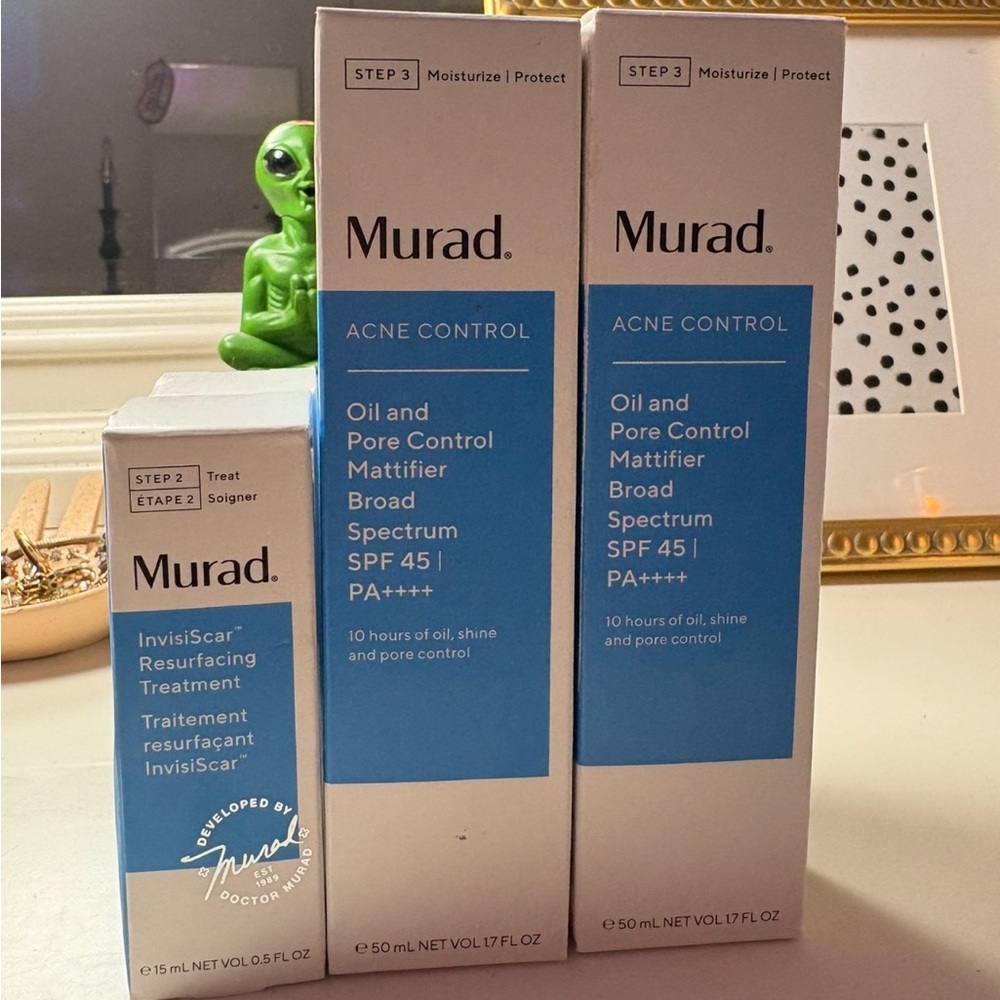 STEP 3 Moisturize | Protect
Murad®
ACNE CONTROL
Oil and
Pore Control
Mattifier
Broad
Spectrum
SPF 45 |
PA++++
10 hours of oil, shine
and pore control
℮ 50 mL NET VOL 1.7 FL OZ
STEP 3 Moisturize | Protect
Murad®
ACNE CONTROL
Oil and
Pore Control
Mattifier
Broad
Spectrum
SPF 45 |
PA++++
10 hours of oil, shine
and pore control
℮ 50 mL NET VOL 1.7 FL OZ
STEP 2 Treat
ÉTAPE 2 Soigner
Murad®
InvisiScar™
Resurfacing
Treatment
Traitement
resurfaçant
InvisiScar™
DEVELOPED BY
Murad
EST
1989
DOCTOR MURAD
℮ 15 mL NET VOL 0.5 FL OZ